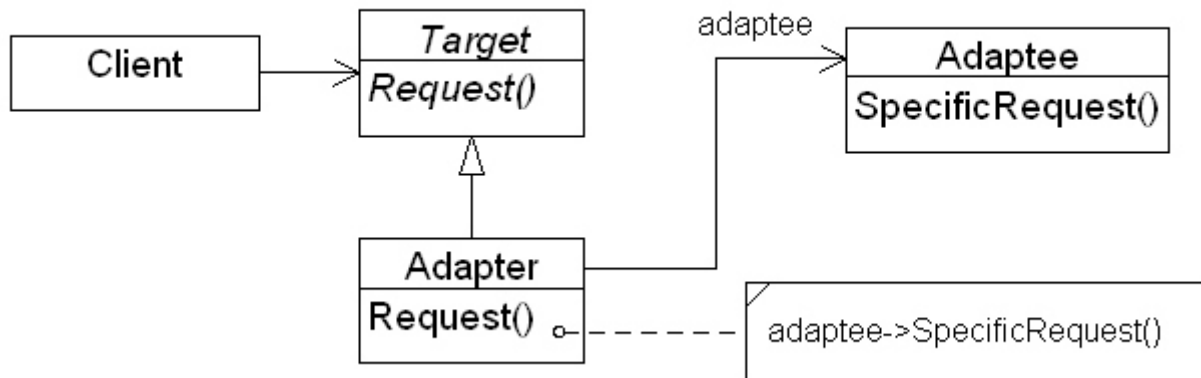 Client
Target
Request()
adaptee
Adaptee
SpecificRequest()
Adapter
Request()
adaptee->SpecificRequest()